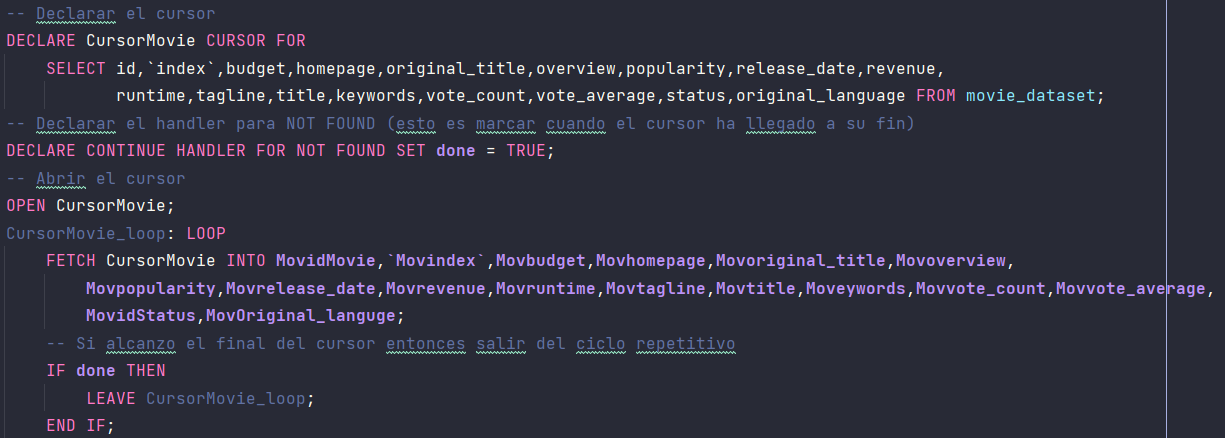 -- Declarar el cursor
DECLARE CursorMovie CURSOR FOR
SELECT id,`index`,budget,homepage,original_title,overview,popularity,release_date,revenue,
runtime,tagline,title,keywords,vote_count,vote_average,status,original_language FROM movie_dataset;
-- Declarar el handler para NOT FOUND (esto es marcar cuando el cursor ha llegado a su fin)
DECLARE CONTINUE HANDLER FOR NOT FOUND SET done = TRUE;
-- Abrir el cursor
OPEN CursorMovie;
CursorMovie_loop: LOOP
FETCH CursorMovie INTO MovidMovie,`Movindex`,Movbudget,Movhomepage,Movoriginal_title,Movoverview,
Movpopularity,Movrelease_date,Movrevenue,Movruntime,Movtagline,Movtitle,Moveywords,Movvote_count,Movvote_average,
MovidStatus,MovOriginal_languge;
-- Si alcanzo el final del cursor entonces salir del ciclo repetitivo
IF done THEN
LEAVE CursorMovie_loop;
END IF;